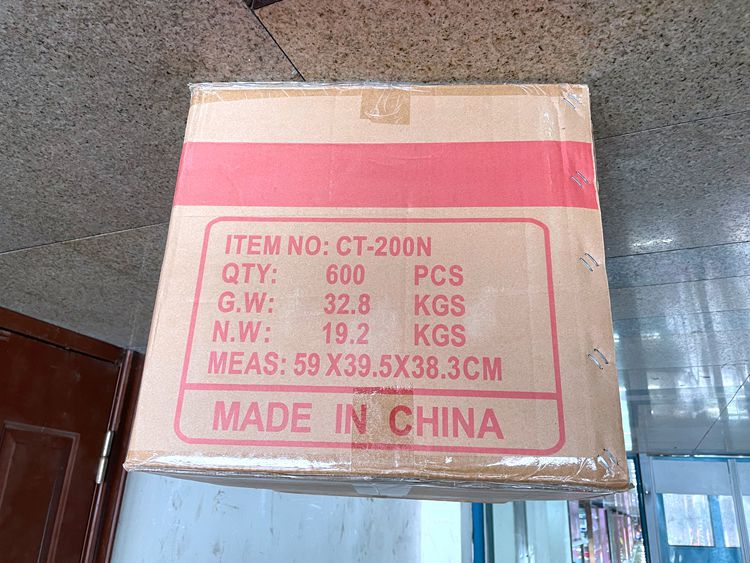 ITEM NO: CT-200N
QTY: 600 PCS
G.W: 32.8 KGS
N.W: 19.2 KGS
MEAS: 59 X39.5X38.3CM
MADE IN CHINA